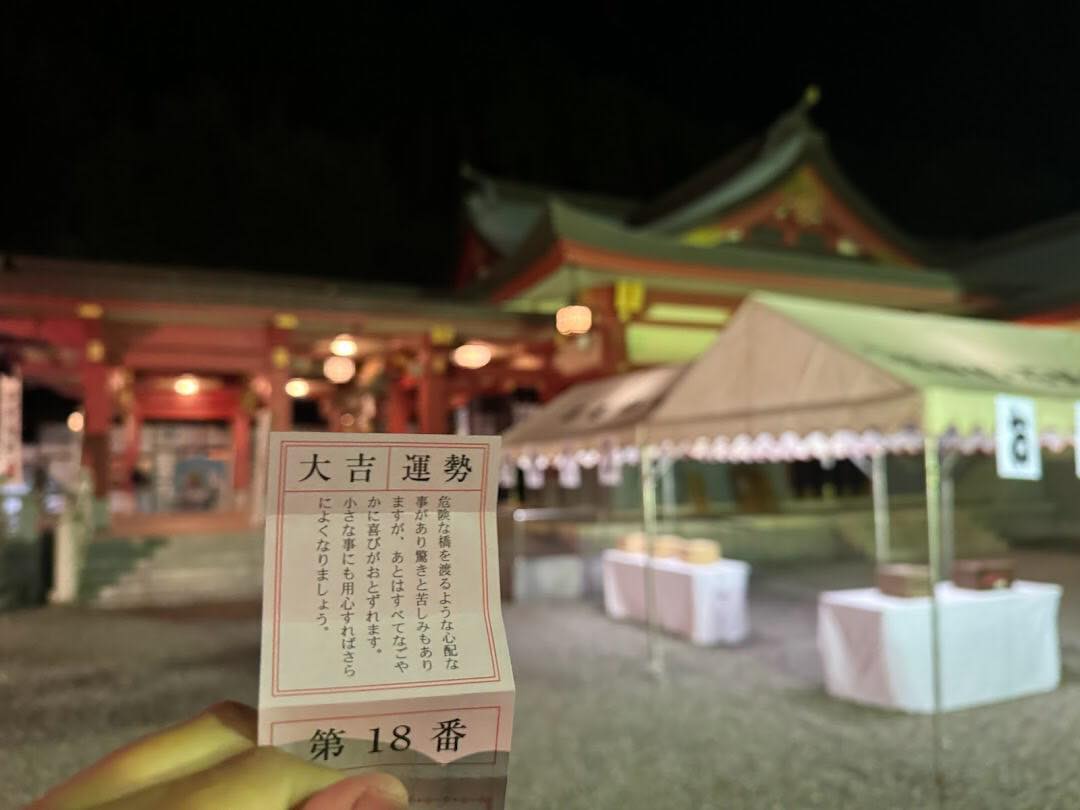 大吉 運勢
危険な橋を渡るような心配な
事があり驚きと苦しみもあり
ますが、あとはすべてなごや
かに喜びがおとずれます。
小さな事にも用心すればさら
によくなりましょう。
第18番